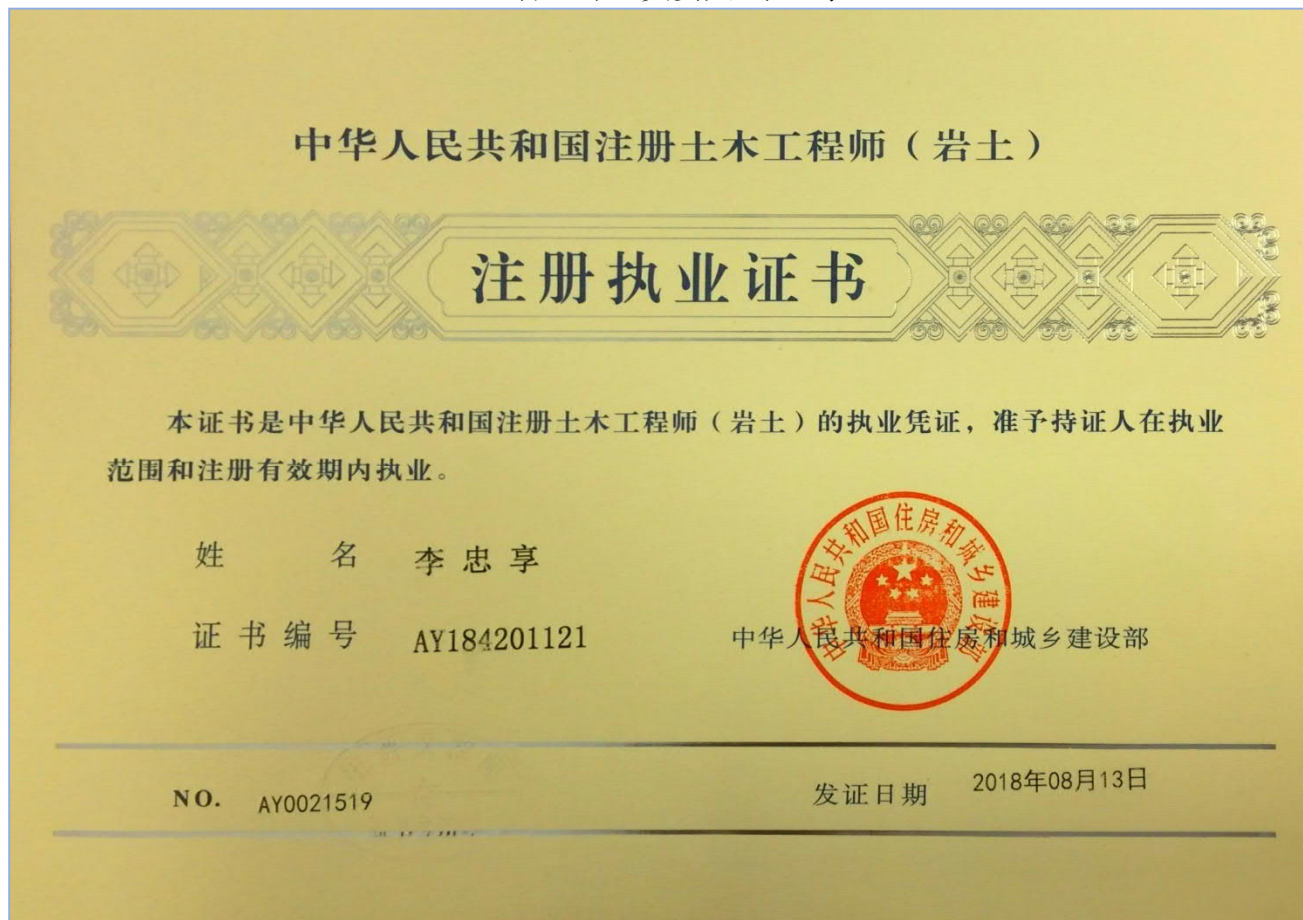 中华人民共和国注册土木工程师（岩土）
注册执业证书
本证书是中华人民共和国注册土木工程师（岩土）的执业凭证，准予持证人在执业
范围和注册有效期内执业。
姓 名 李忠享
中华人民共和国住房和城乡建设部
证书编号 AY184201121 中华人民共和国住房和城乡建设部
NO. AY0021519 发证日期 2018年08月13日